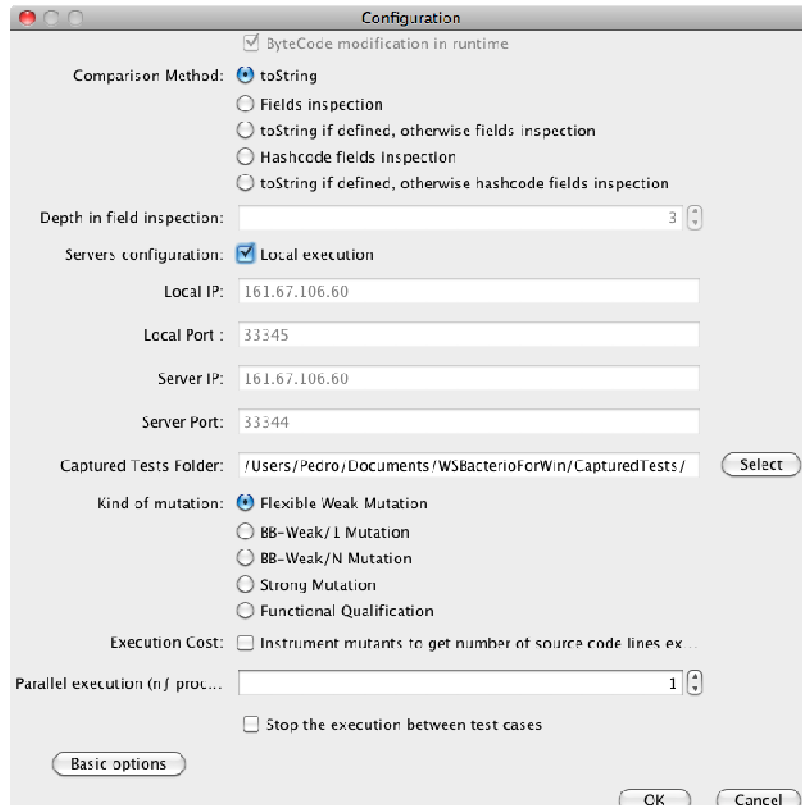 Configuration
ByteCode modification in runtime
Comparison Method: toString
Fields inspection
toString if defined, otherwise fields inspection
Hashcode fields Inspection
toString if defined, otherwise hashcode fields inspection
Depth in field inspection: 3
Servers configuration: Local execution
Local IP: 161.67.106.60
Local Port : 33345
Server IP: 161.67.106.60
Server Port: 33344
Captured Tests Folder: /Users/Pedro/Documents/WSBacterioForWin/CapturedTests/ Select
Kind of mutation: Flexible Weak Mutation
BB-Weak/1 Mutation
BB-Weak/N Mutation
Strong Mutation
Functional Qualification
Execution Cost: Instrument mutants to get number of source code lines ex...
Parallel execution (nƒ proc... 1
Stop the execution between test cases
Basic options
OK Cancel